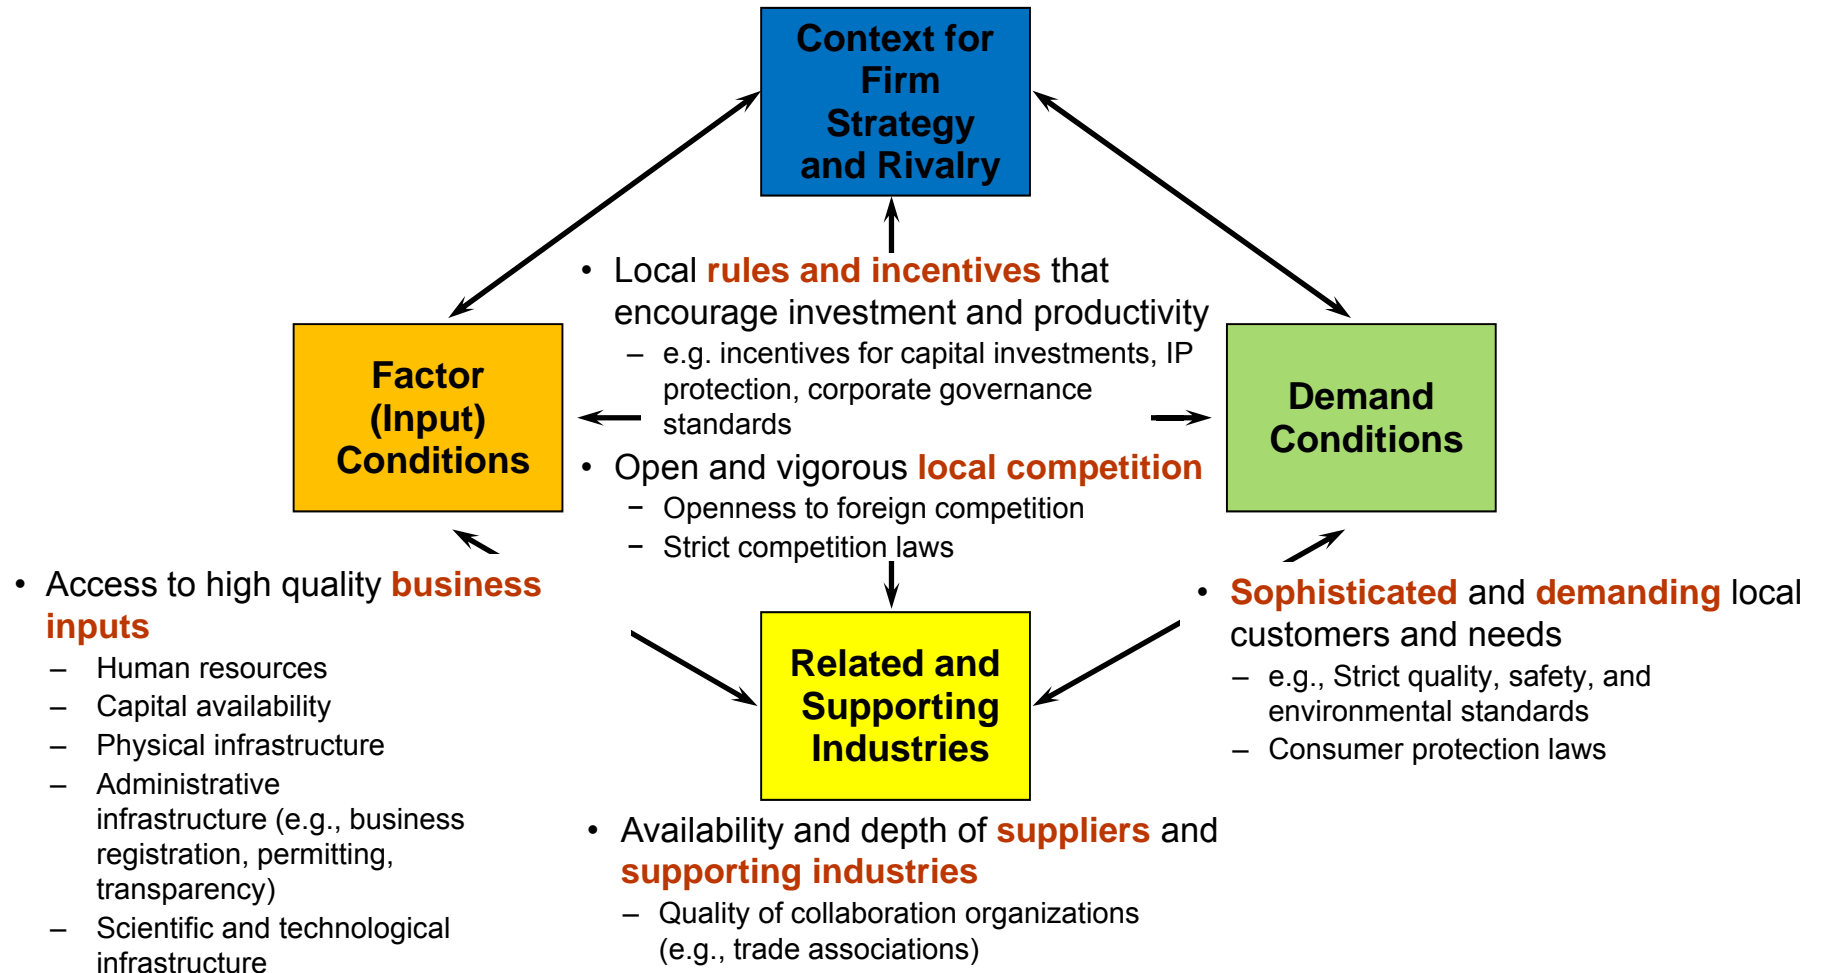 Context for
Firm
Strategy
and Rivalry
• Local rules and incentives that
encourage investment and productivity
– e.g. incentives for capital investments, IP
protection, corporate governance
standards
• Open and vigorous local competition
− Openness to foreign competition
− Strict competition laws
Factor
(Input)
Conditions
Demand
Conditions
• Access to high quality business
inputs
– Human resources
– Capital availability
– Physical infrastructure
– Administrative
infrastructure (e.g., business
registration, permitting,
transparency)
– Scientific and technological
infrastructure
Related and
Supporting
Industries
• Availability and depth of suppliers and
supporting industries
– Quality of collaboration organizations
(e.g., trade associations)
• Sophisticated and demanding local
customers and needs
– e.g., Strict quality, safety, and
environmental standards
– Consumer protection laws